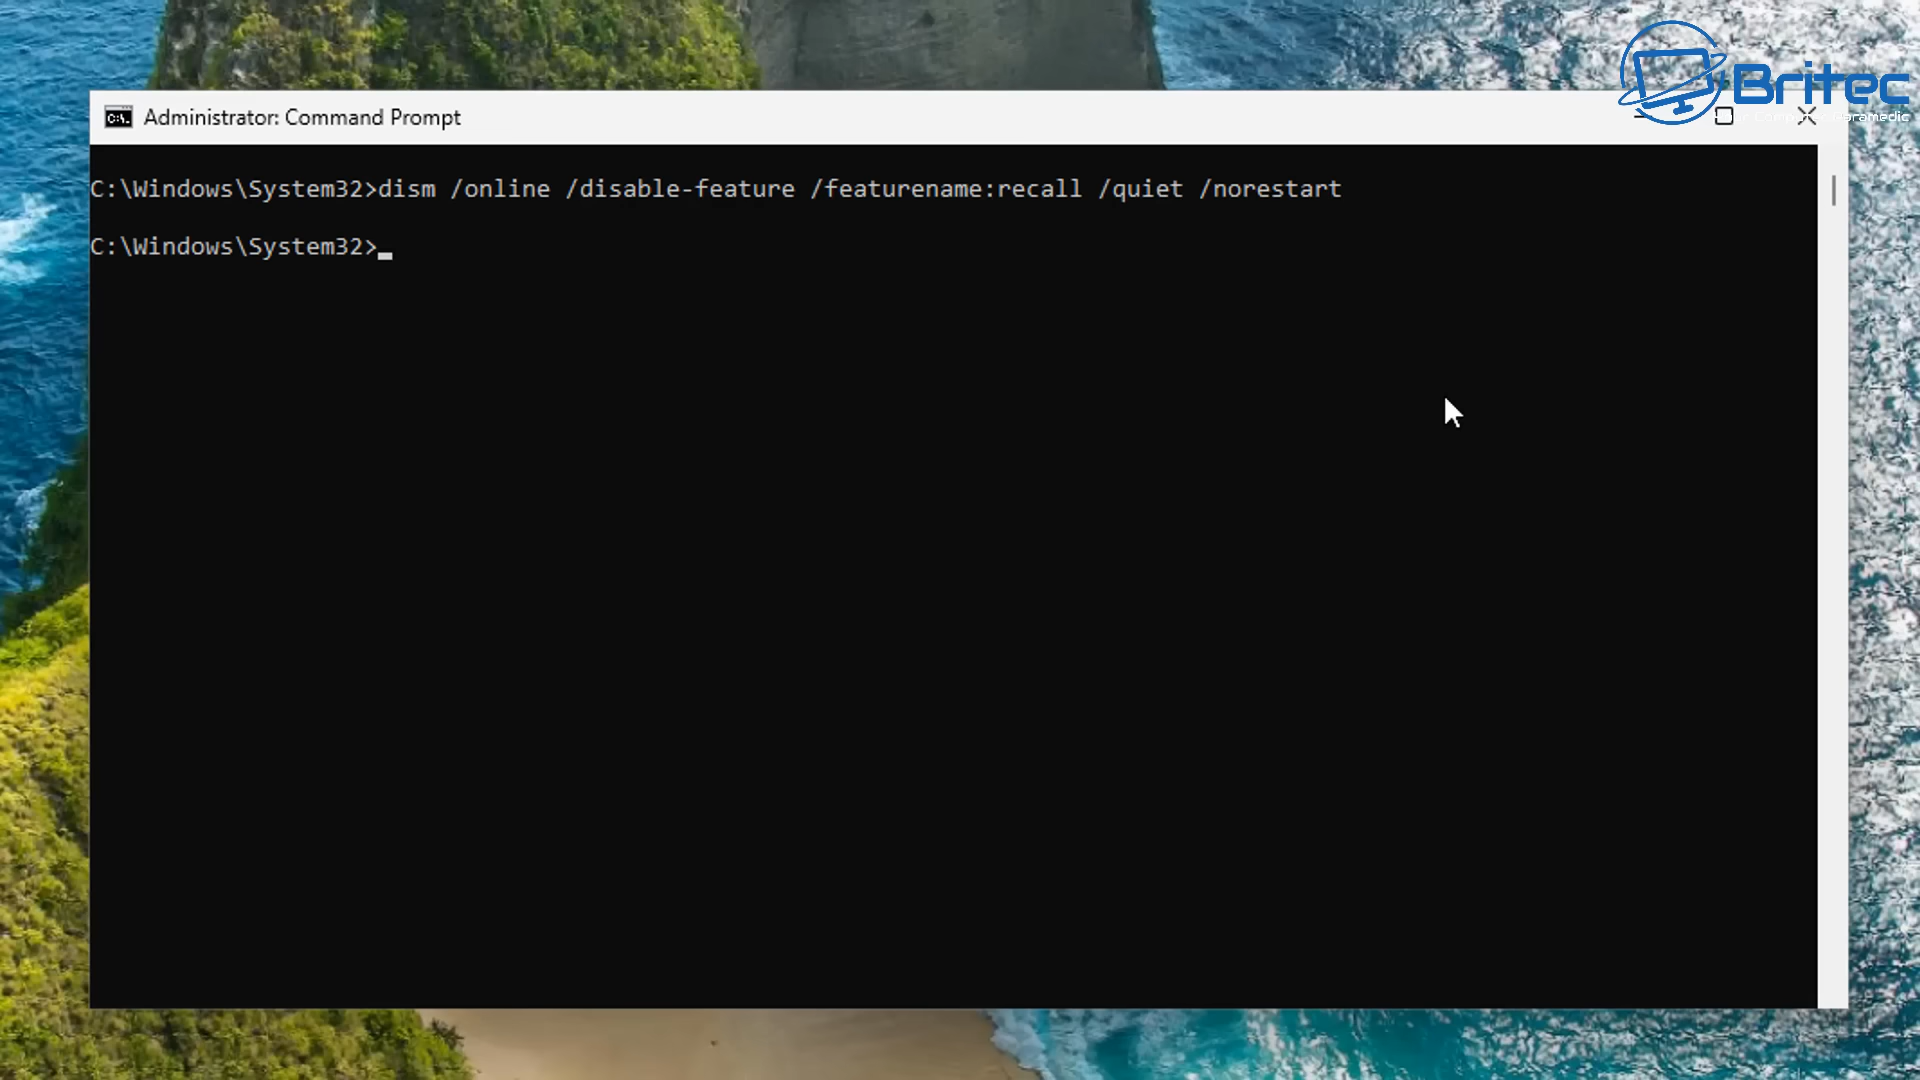 Britec
Administrator: Command Prompt
C:\Windows\System32>dism /online /disable-feature /featurename:recall /quiet /norestart
C:\Windows\System32>